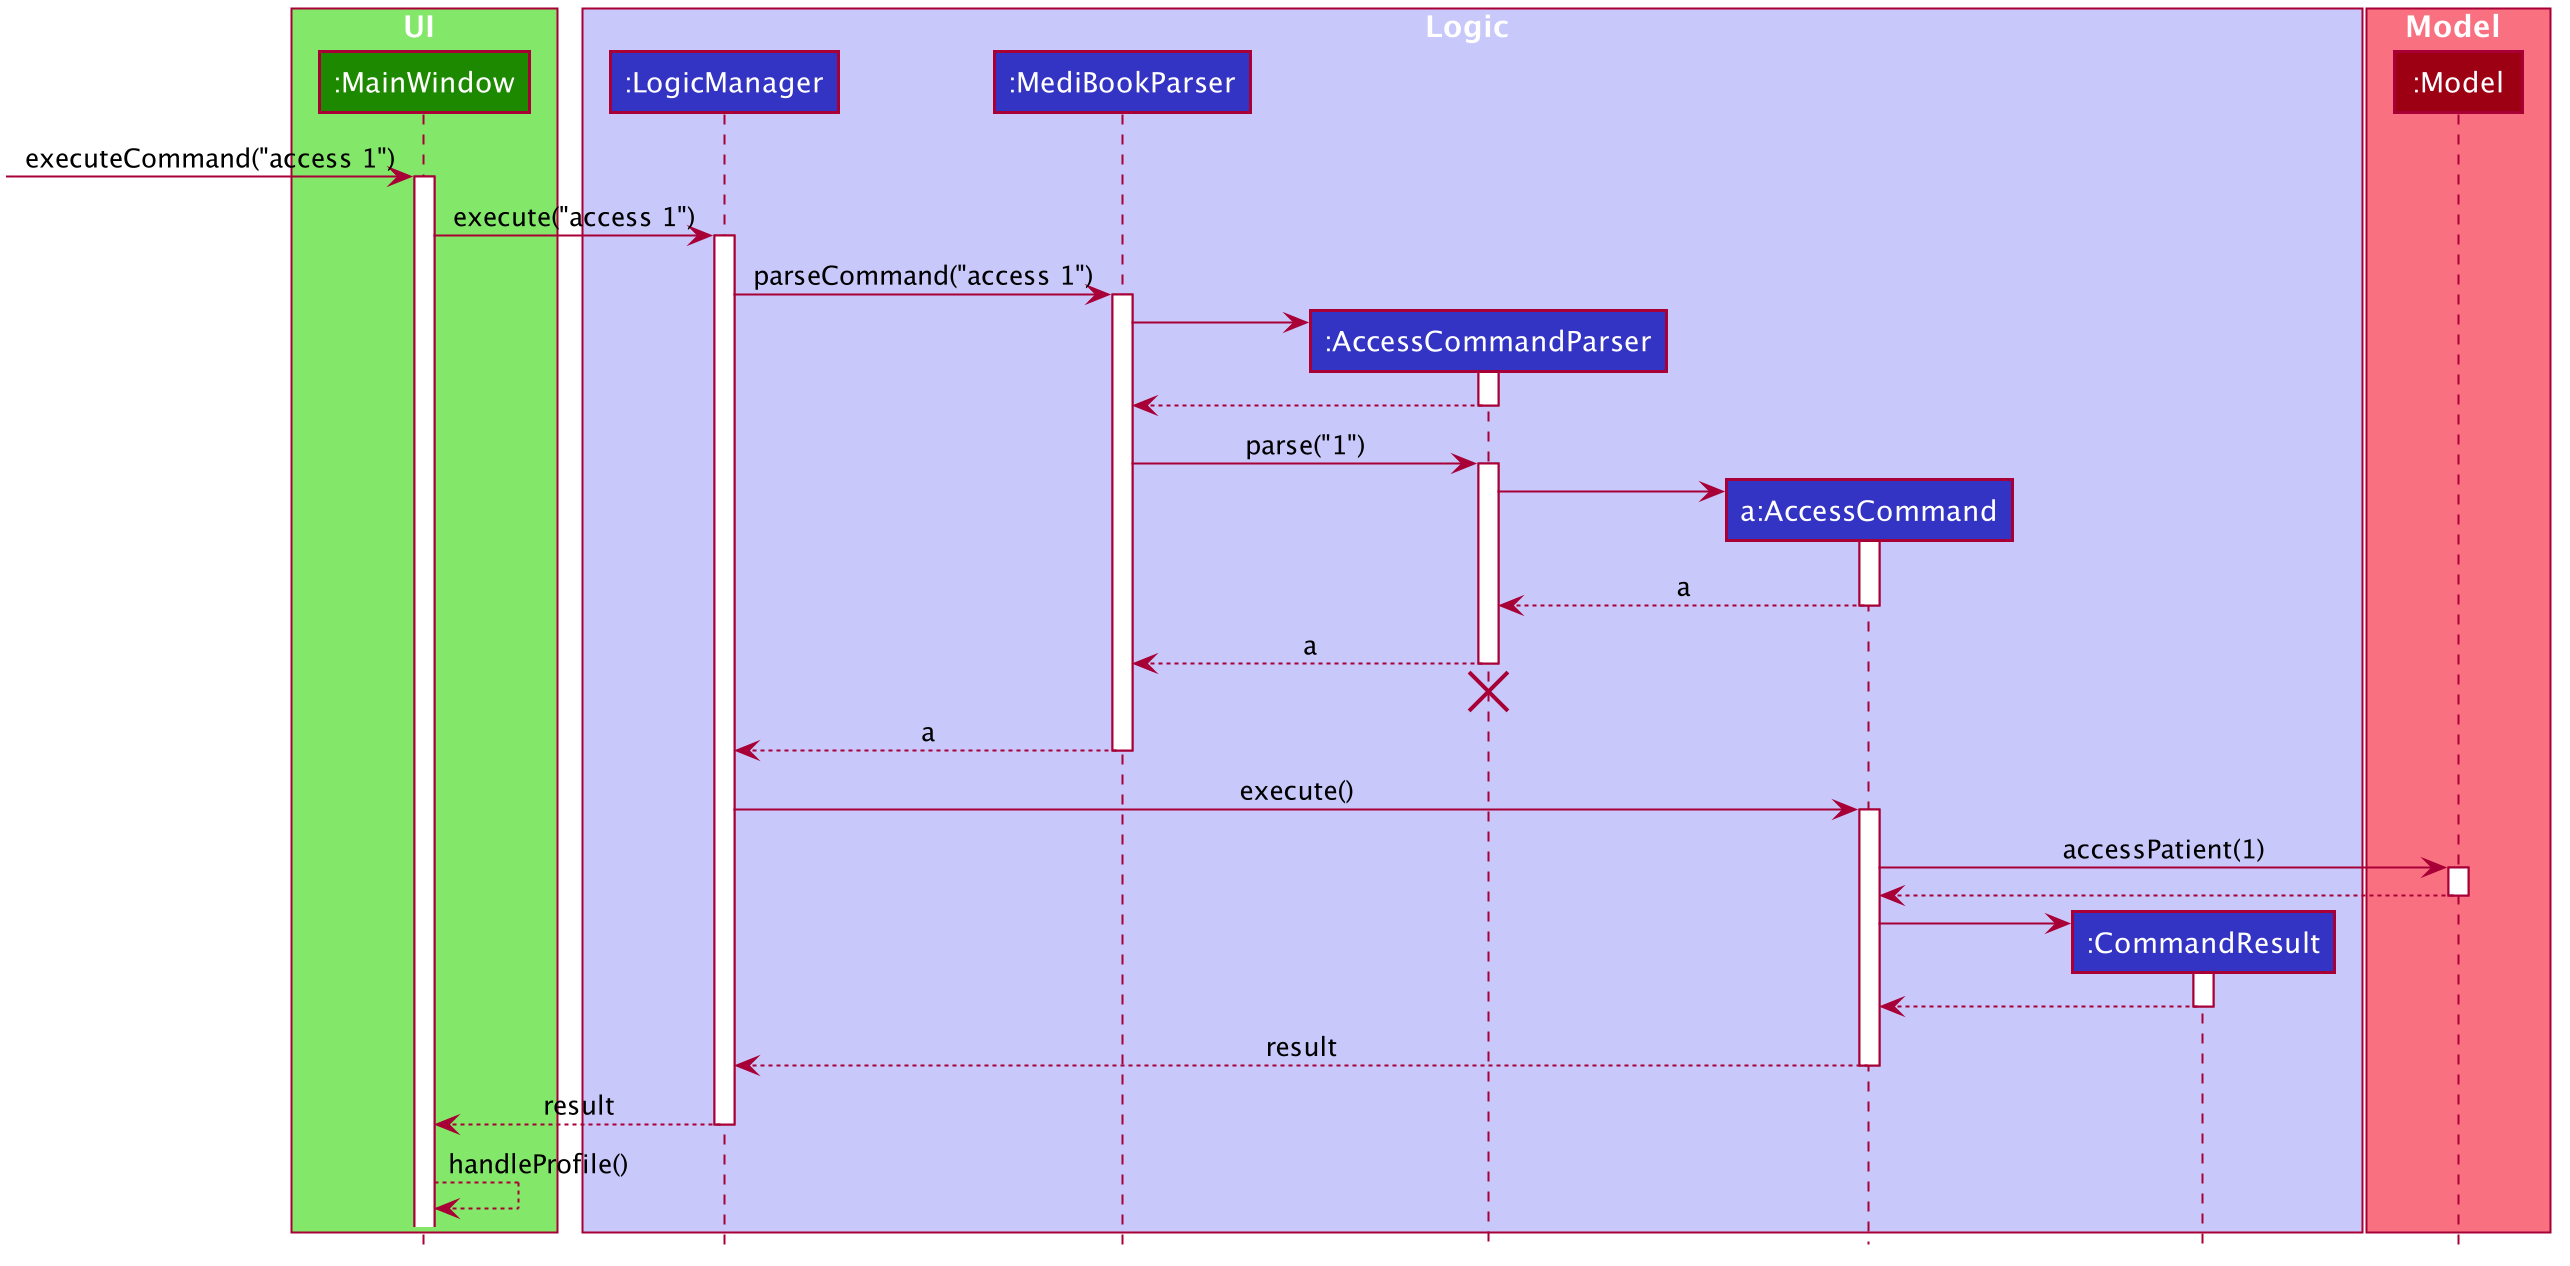 UI
Logic
Model
:MainWindow
:LogicManager
:MediBookParser
:Model
executeCommand("access 1")
execute("access 1")
parseCommand("access 1")
:AccessCommandParser
parse("1")
a:AccessCommand
a
a
a
execute()
accessPatient(1)
:CommandResult
result
result
handleProfile()